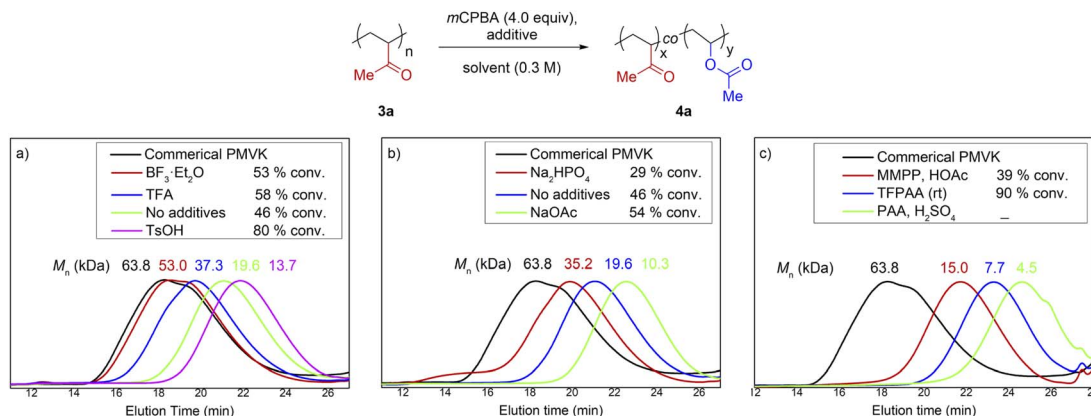 mCPBA (4.0 equiv),
additive
solvent (0.3 M)
n
Me
O
3a
co
x
y
Me
O
O
O
Me
4a
a)
Commerical PMVK
BF3·Et2O 53 % conv.
TFA 58 % conv.
No additives 46 % conv.
TsOH 80 % conv.
Mn (kDa) 63.8 53.0 37.3 19.6 13.7
12 14 16 18 20 22 24 26
Elution Time (min)
b)
Commerical PMVK
Na2HPO4 29 % conv.
No additives 46 % conv.
NaOAc 54 % conv.
Mn (kDa) 63.8 35.2 19.6 10.3
12 14 16 18 20 22 24 26
Elution Time (min)
c)
Commerical PMVK
MMPP, HOAc 39 % conv.
TFPAA (rt) 90 % conv.
PAA, H2SO4 _
Mn (kDa) 63.8 15.0 7.7 4.5
12 14 16 18 20 22 24 26 28
Elution time (min)